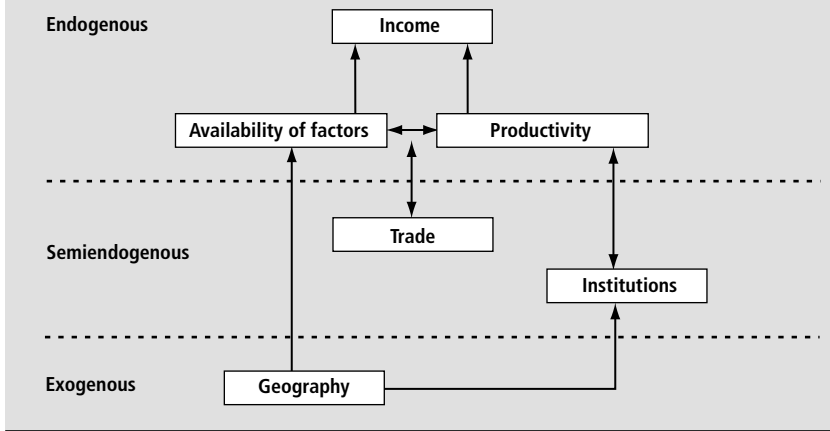 Endogenous
Income
Availability of factors
Productivity
Trade
Semiendogenous
Institutions
Exogenous
Geography